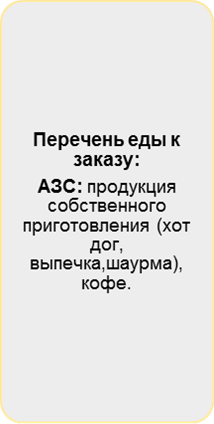 Перечень еды к
заказу:
АЗС: продукция
собственного
приготовления (хот
дог,
выпечка,шаурма),
кофе.